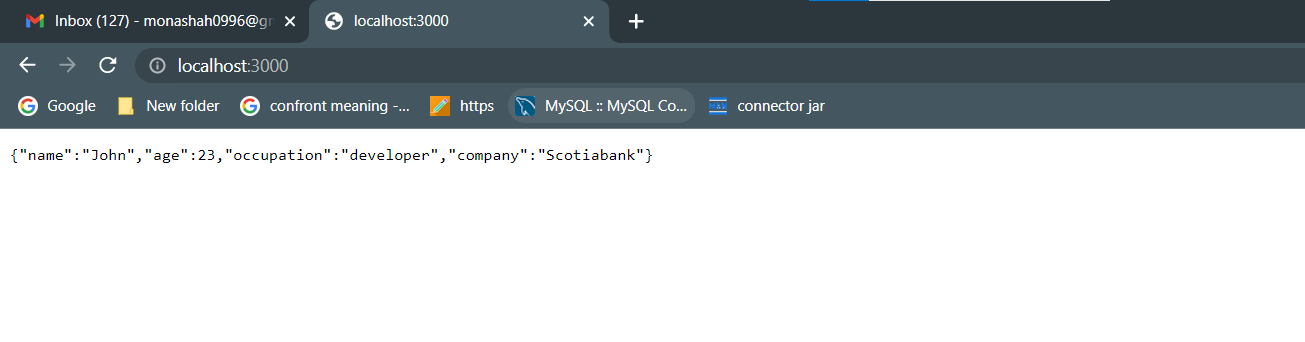 Inbox (127) - monashah0996@gr
localhost:3000
localhost:3000
Google
New folder
confront meaning -...
https
MySQL :: MySQL Co...
connector jar
{"name":"John","age":23,"occupation":"developer","company":"Scotiabank"}